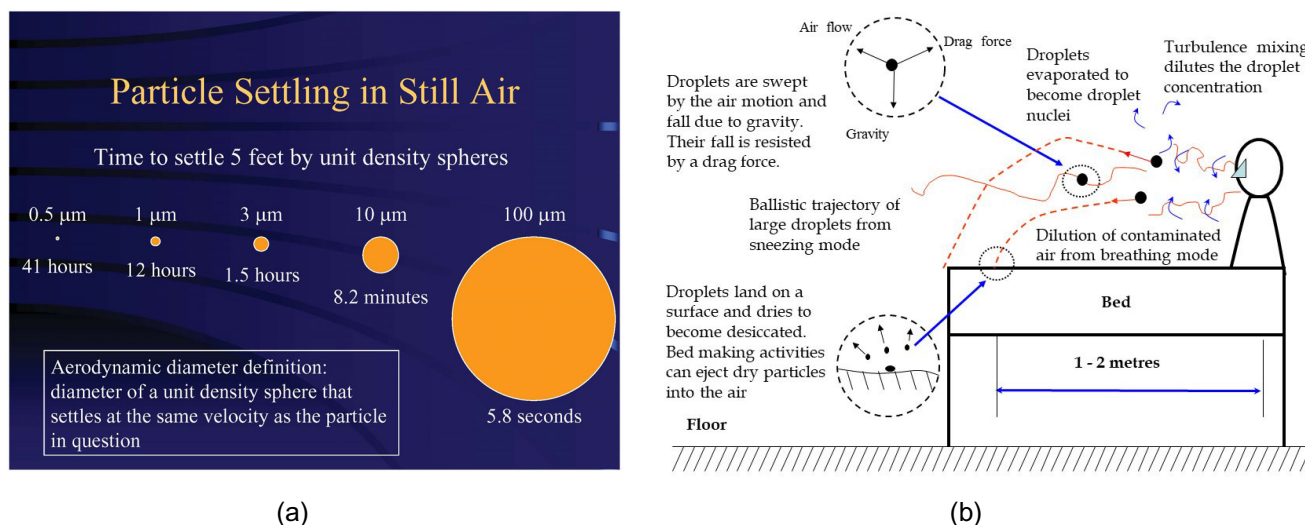 Particle Settling in Still Air
Time to settle 5 feet by unit density spheres
0.5 μm
1 μm
3 μm
10 μm
100 μm
41 hours
12 hours
1.5 hours
8.2 minutes
5.8 seconds
Aerodynamic diameter definition:
diameter of a unit density sphere that
settles at the same velocity as the particle
in question
(a)
Air flow
Drag force
Gravity
Droplets are swept
by the air motion and
fall due to gravity.
Their fall is resisted
by a drag force.
Droplets
evaporated to
become droplet
nuclei
Turbulence mixing
dilutes the droplet
concentration
Ballistic trajectory of
large droplets from
sneezing mode
Dilution of contaminated
air from breathing mode
Droplets land on a
surface and dries to
become desiccated.
Bed making activities
can eject dry particles
into the air
Bed
1 - 2 metres
Floor
(b)